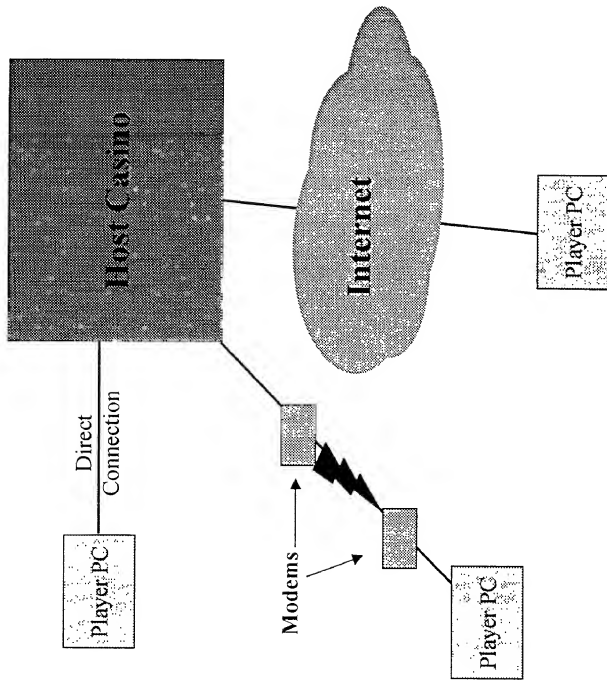 Player PC
Direct
Connection
Host Casino
Modems
Internet
Player PC
Player PC